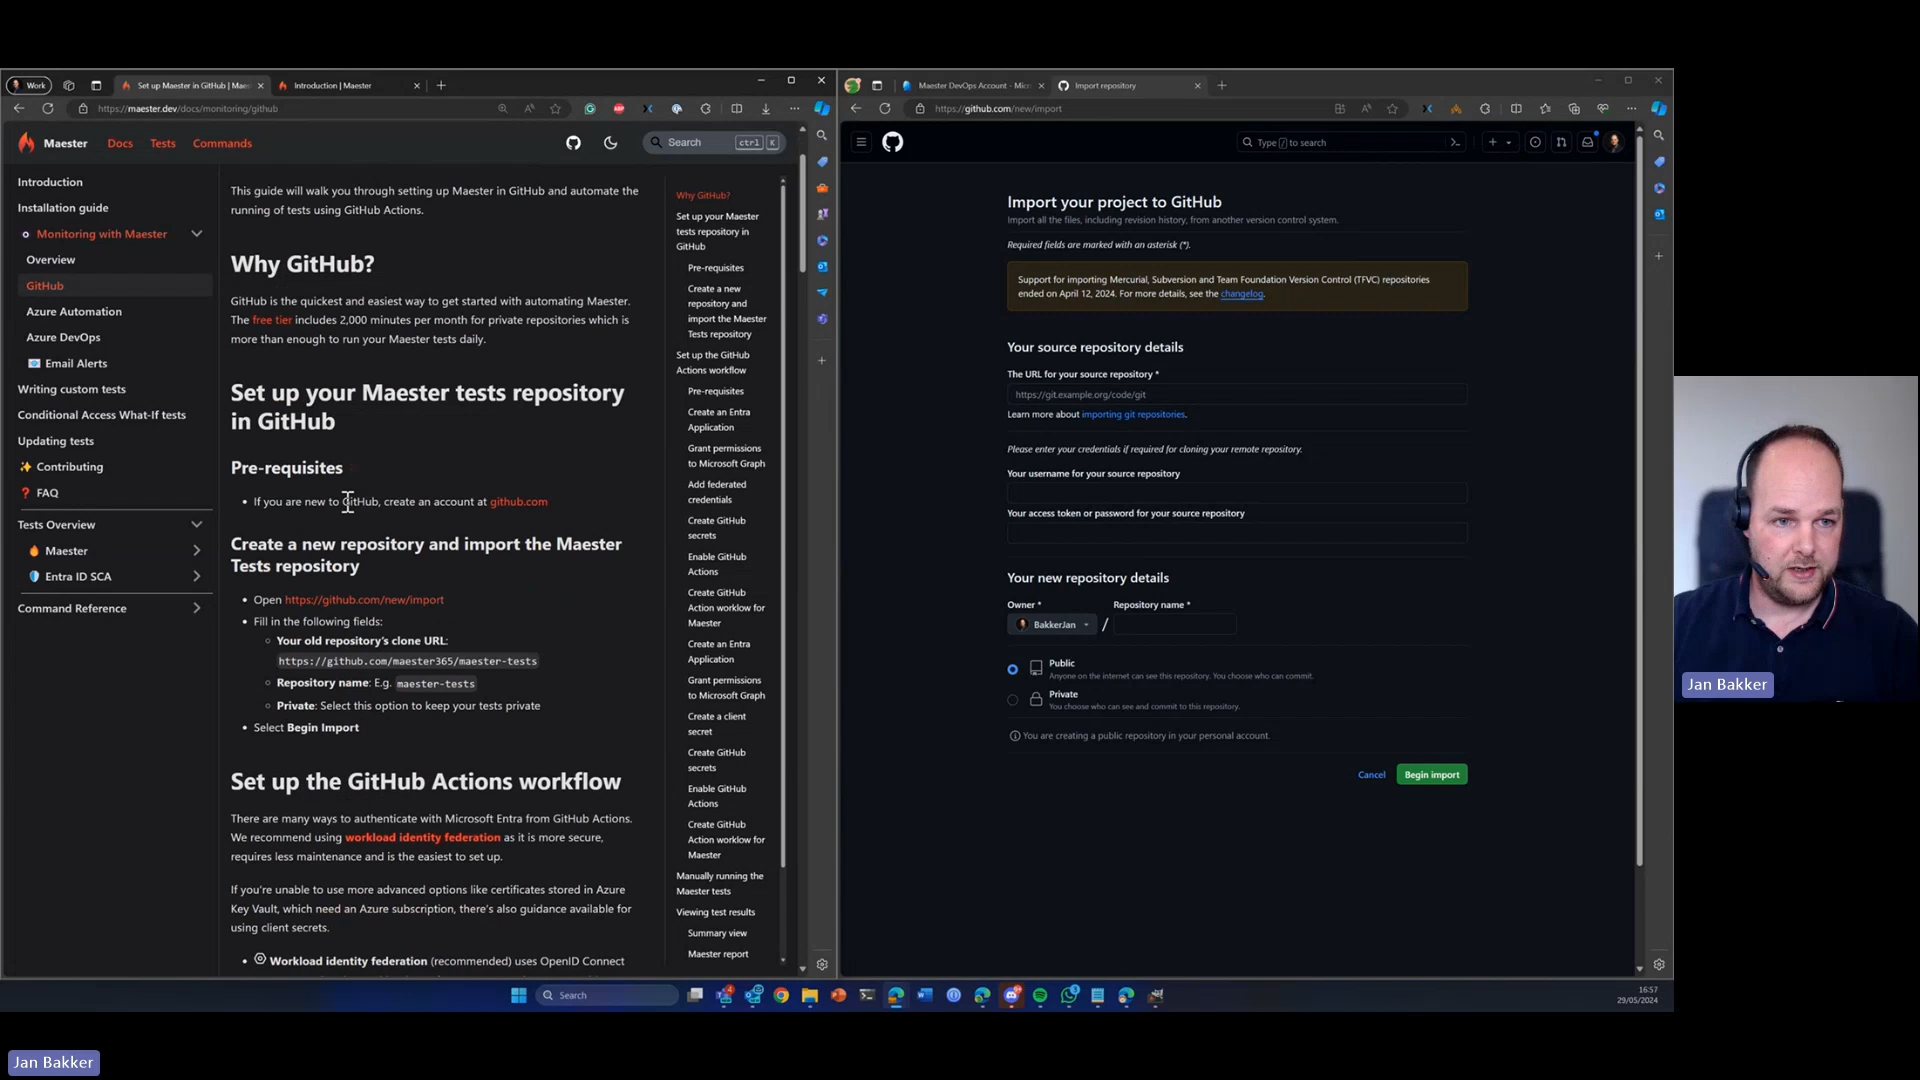 Work
Set up Maester in GitHub | Maes
Introduction | Maester
https://maester.dev/docs/monitoring/github
Maester
Docs
Tests
Commands
Search
ctrl
K
Introduction
Installation guide
Monitoring with Maester
Overview
GitHub
Azure Automation
Azure DevOps
Email Alerts
Writing custom tests
Conditional Access What-If tests
Updating tests
Contributing
FAQ
Tests Overview
Maester
Entra ID SCA
Command Reference
This guide will walk you through setting up Maester in GitHub and automate the
running of tests using GitHub Actions.
Why GitHub?
GitHub is the quickest and easiest way to get started with automating Maester.
The free tier includes 2,000 minutes per month for private repositories which is
more than enough to run your Maester tests daily.
Set up your Maester tests repository
in GitHub
Pre-requisites
• If you are new to GitHub, create an account at github.com
Create a new repository and import the Maester
Tests repository
• Open https://github.com/new/import
• Fill in the following fields:
○ Your old repository's clone URL:
https://github.com/maester365/maester-tests
○ Repository name: E.g. maester-tests
○ Private: Select this option to keep your tests private
• Select Begin Import
Set up the GitHub Actions workflow
There are many ways to authenticate with Microsoft Entra from GitHub Actions.
We recommend using workload identity federation as it is more secure,
requires less maintenance and is the easiest to set up.
If you're unable to use more advanced options like certificates stored in Azure
Key Vault, which need an Azure subscription, there's also guidance available for
using client secrets.
• Workload identity federation (recommended) uses OpenID Connect
Why GitHub?
Set up your Maester
tests repository in
GitHub
Pre-requisites
Create a new
repository and
import the Maester
Tests repository
Set up the GitHub
Actions workflow
Pre-requisites
Create an Entra
Application
Grant permissions
to Microsoft Graph
Add federated
credentials
Create GitHub
secrets
Enable GitHub
Actions
Create GitHub
Action worklow for
Maester
Create an Entra
Application
Grant permissions
to Microsoft Graph
Create a client
secret
Create GitHub
secrets
Enable GitHub
Actions
Create GitHub
Action worklow for
Maester
Manually running the
Maester tests
Viewing test results
Summary view
Maester report
Maester DevOps Account - Micr
Import repository
https://github.com/new/import
Type / to search
Import your project to GitHub
Import all the files, including revision history, from another version control system.
Required fields are marked with an asterisk (*).
Support for importing Mercurial, Subversion and Team Foundation Version Control (TFVC) repositories
ended on April 12, 2024. For more details, see the changelog.
Your source repository details
The URL for your source repository *
https://git.example.org/code/git
Learn more about importing git repositories.
Please enter your credentials if required for cloning your remote repository.
Your username for your source repository
Your access token or password for your source repository
Your new repository details
Owner *
Repository name *
BakkerJan
/
Public
Anyone on the internet can see this repository. You choose who can commit.
Private
You choose who can see and commit to this repository.
You are creating a public repository in your personal account.
Cancel
Begin import
Jan Bakker
Search
16:57
29/05/2024
Jan Bakker